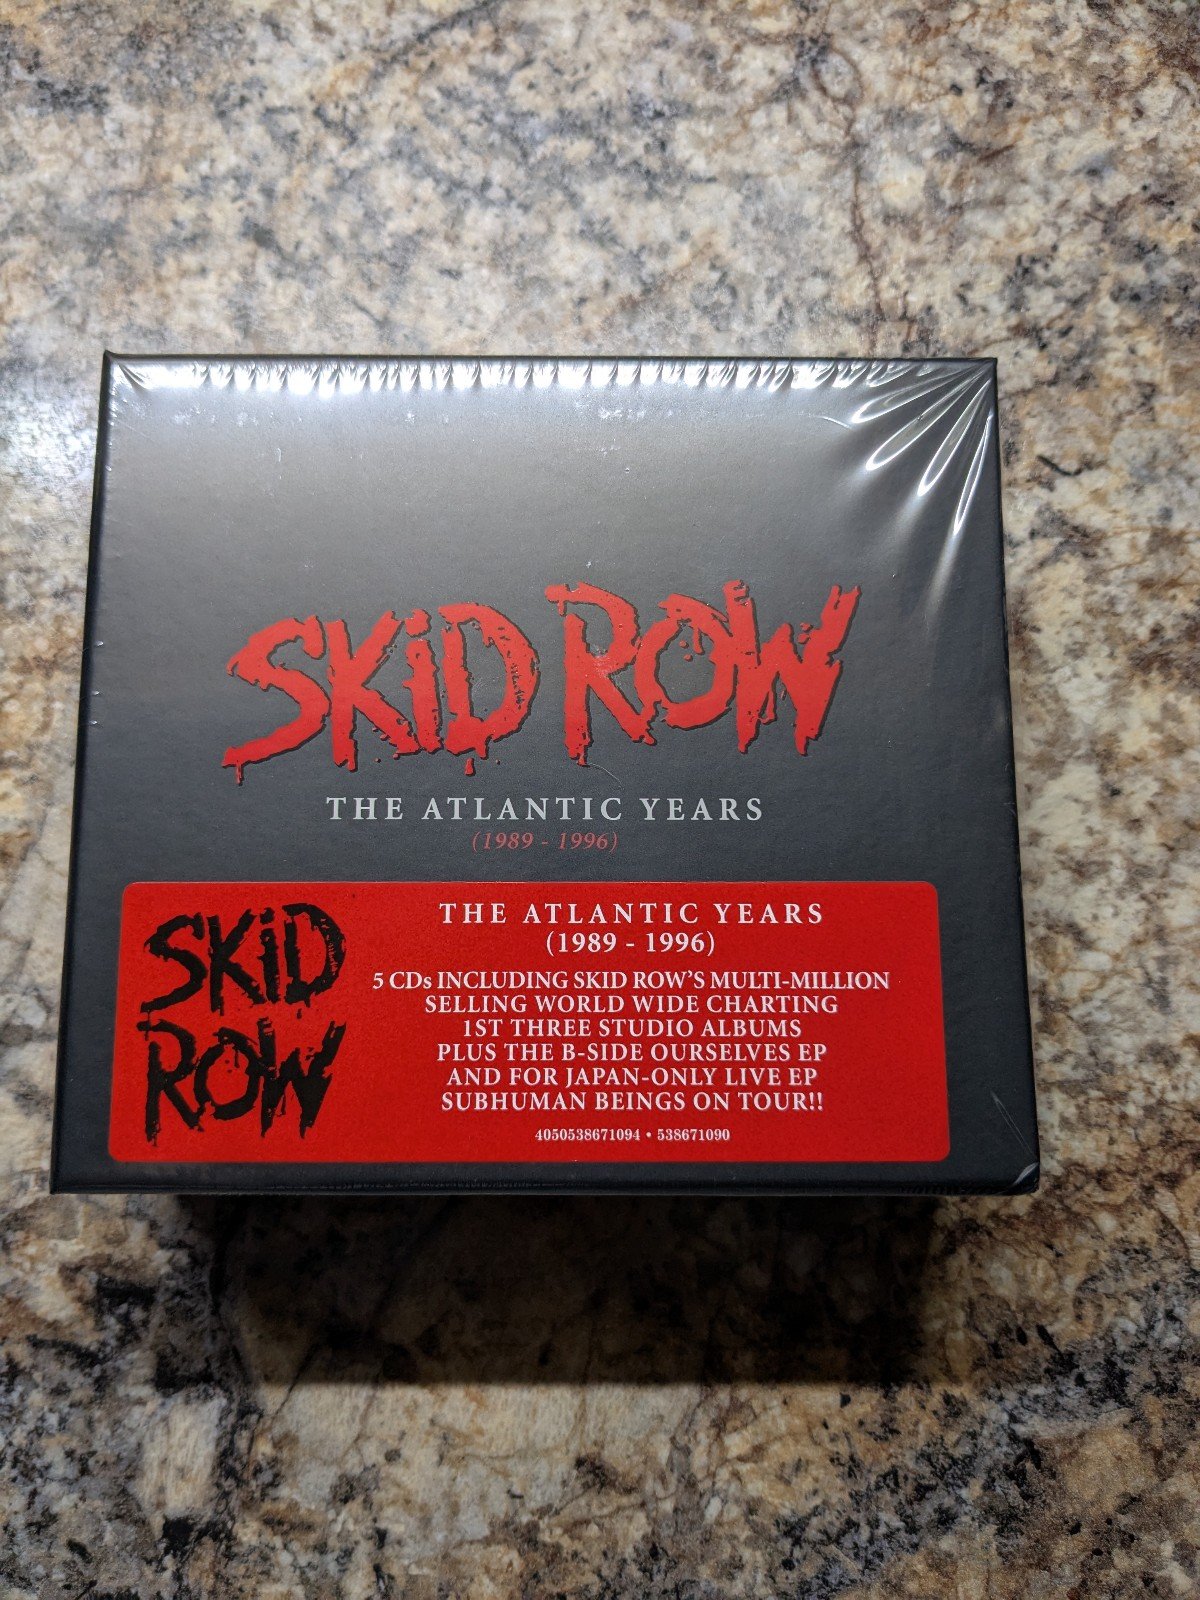 SKiD ROW
THE ATLANTIC YEARS
(1989 - 1996)
SKiD
ROW
THE ATLANTIC YEARS
(1989 - 1996)
5 CDs INCLUDING SKID ROW'S MULTI-MILLION
SELLING WORLD WIDE CHARTING
1ST THREE STUDIO ALBUMS
PLUS THE B-SIDE OURSELVES EP
AND FOR JAPAN-ONLY LIVE EP
SUBHUMAN BEINGS ON TOUR!!
4050538671094 • 538671090